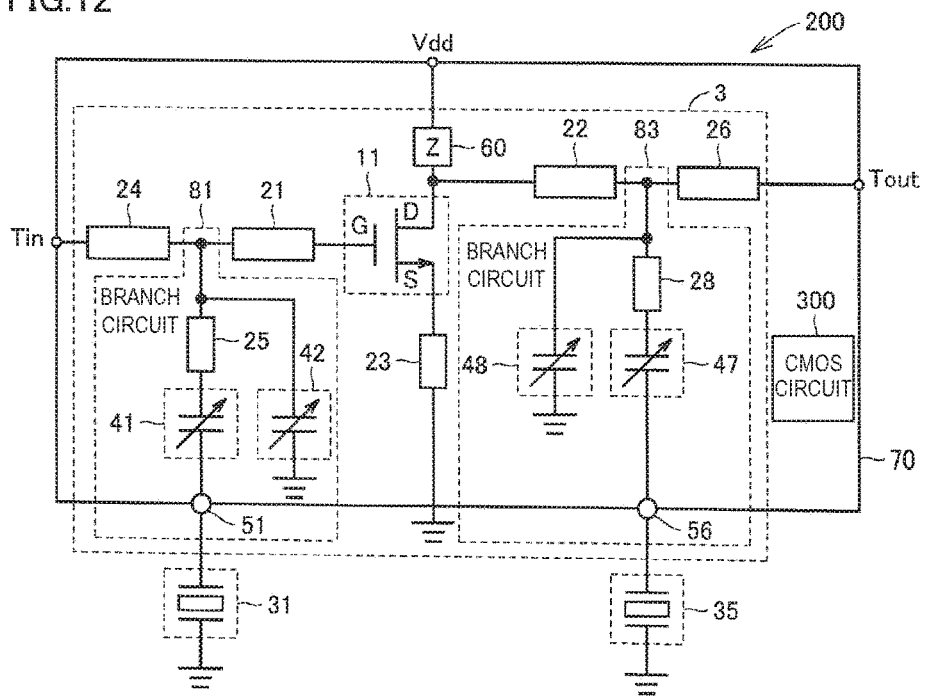 FIG.12
200
Vdd
3
22 83 26
60
Z
11
24 81 21
Tout
D
G
Tin
S
BRANCH
CIRCUIT
BRANCH
CIRCUIT
28
300
25 42 23 48 47
CMOS
CIRCUIT
41
70
51 56
31 35